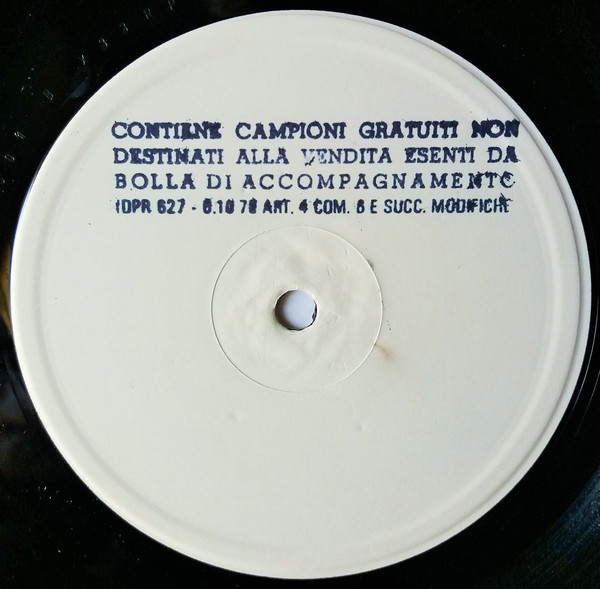 CONTIENE CAMPIONI GRATUITI NON
DESTINATI ALLA VENDITA ESENTI DA
BOLLA DI ACCOMPAGNAMENTO
(DPR 627 - 6.10 78 ART. 4 COM. 6 E SUCC. MODIFICHE